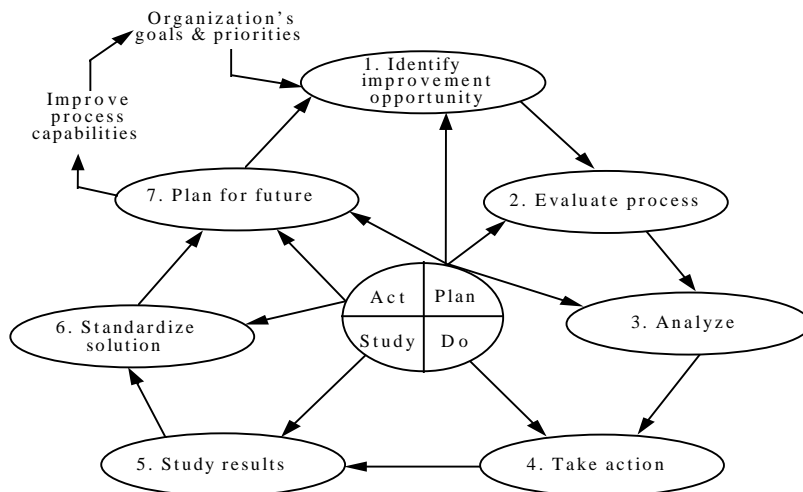 Organization's
goals & priorities
1. Identify
improvement
opportunity
Improve
process
capabilities
7. Plan for future
2. Evaluate process
Act
Plan
6. Standardize
solution
3. Analyze
Study
Do
5. Study results
4. Take action